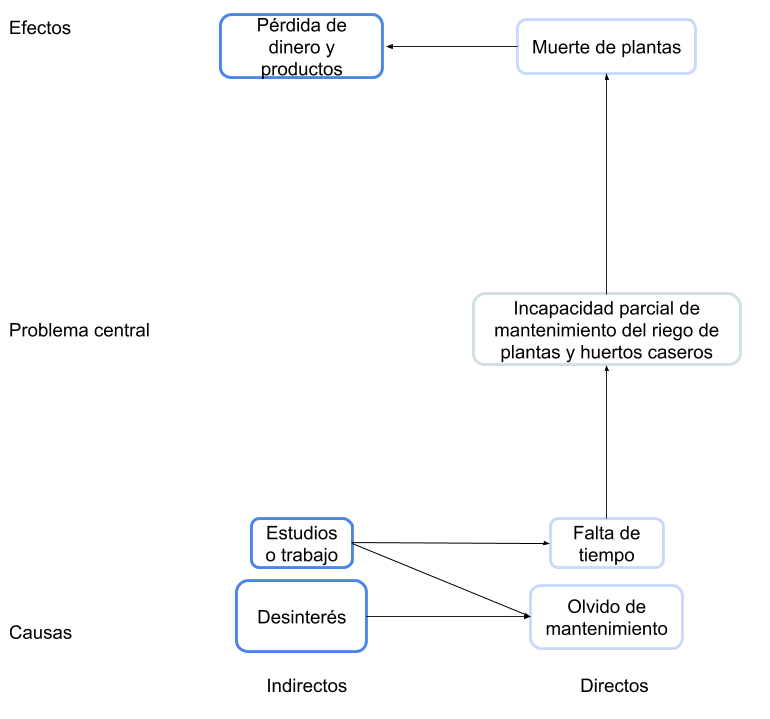 Efectos
Pérdida de
dinero y
productos
Muerte de plantas
Problema central
Incapacidad parcial de
mantenimiento del riego de
plantas y huertos caseros
Estudios
o trabajo
Falta de
tiempo
Causas
Desinterés
Olvido de
mantenimiento
Indirectos
Directos